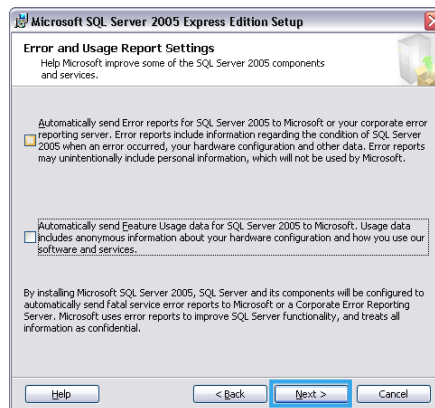 Microsoft SQL Server 2005 Express Edition Setup
Error and Usage Report Settings
Help Microsoft improve some of the SQL Server 2005 components
and services.
Automatically send Error reports for SQL Server 2005 to Microsoft or your corporate error
reporting server. Error reports include information regarding the condition of SQL Server
2005 when an error occurred, your hardware configuration and other data. Error reports
may unintentionally include personal information, which will not be used by Microsoft.
Automatically send Feature Usage data for SQL Server 2005 to Microsoft. Usage data
includes anonymous information about your hardware configuration and how you use our
software and services.
By installing Microsoft SQL Server 2005, SQL Server and its components will be configured to
automatically send fatal service error reports to Microsoft or a Corporate Error Reporting
Server. Microsoft uses error reports to improve SQL Server functionality, and treats all
information as confidential.
Help
< Back
Next >
Cancel